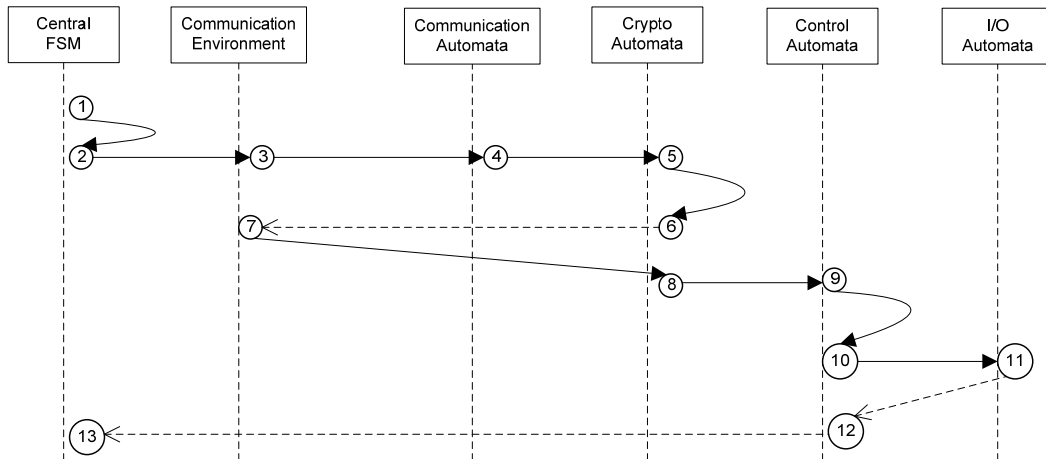 Central
FSM
Communication
Environment
Communication
Automata
Crypto
Automata
Control
Automata
I/O
Automata
1
2
3
4
5
7
6
8
9
10
11
13
12